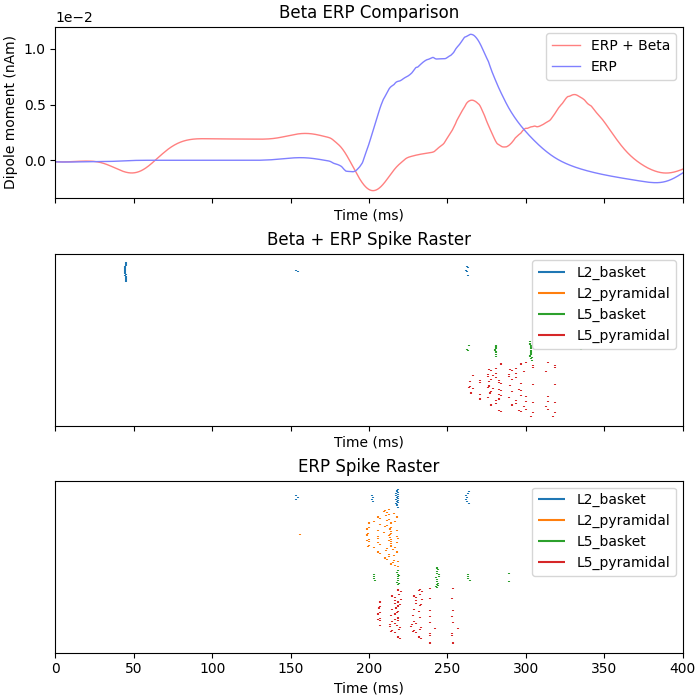 Beta ERP Comparison
1e−2
1.0
0.5
0.0
Dipole moment (nAm)
ERP + Beta
ERP
Time (ms)
Beta + ERP Spike Raster
L2_basket
L2_pyramidal
L5_basket
L5_pyramidal
Time (ms)
ERP Spike Raster
L2_basket
L2_pyramidal
L5_basket
L5_pyramidal
0 50 100 150 200 250 300 350 400
Time (ms)